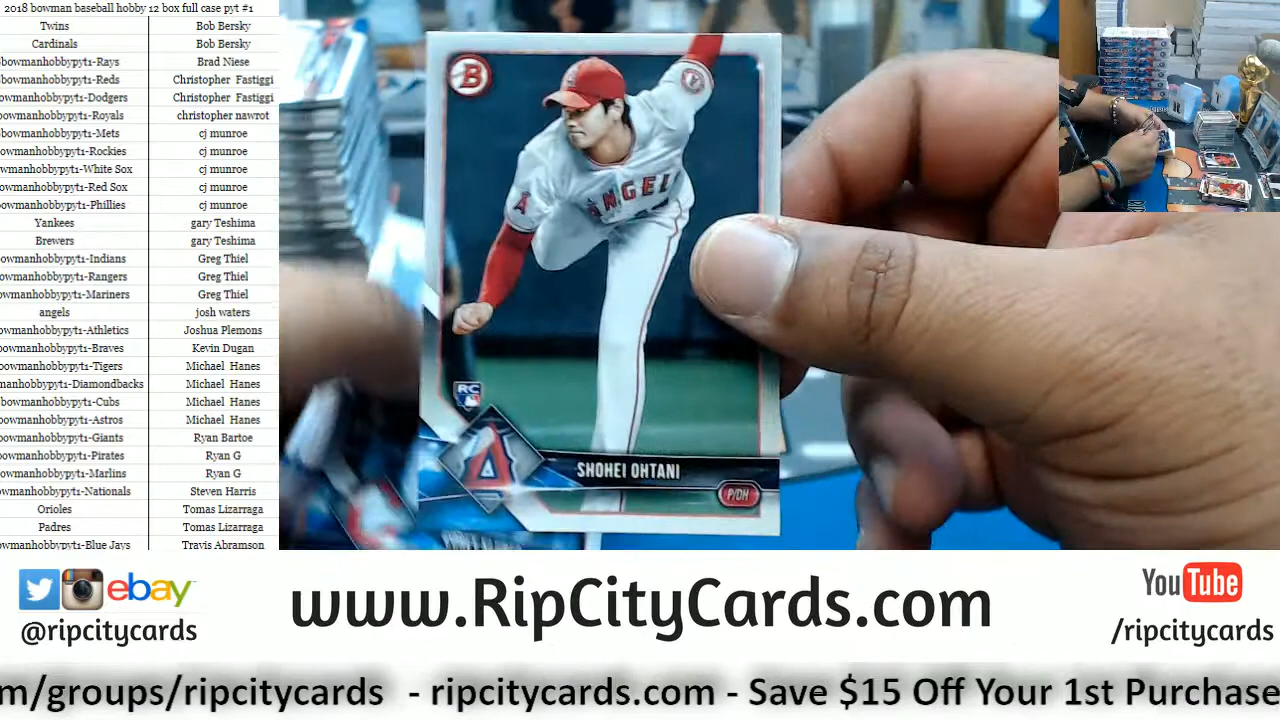 2018 bowman baseball hobby 12 box full case pyt #1
Twins Bob Bersky
Cardinals Bob Bersky
bowmanhobbypyt1-Rays Brad Niese
bowmanhobbypyt1-Reds Christopher Fastiggi
owmanhobbypyt1-Dodgers Christopher Fastiggi
owmanhobbypyt1-Royals christopher nawrot
bowmanhobbypyt1-Mets cj munroe
owmanhobbypyt1-Rockies cj munroe
wmanhobbypyt1-White Sox cj munroe
wmanhobbypyt1-Red Sox cj munroe
owmanhobbypyt1-Phillies cj munroe
Yankees gary Teshima
Brewers gary Teshima
owmanhobbypyt1-Indians Greg Thiel
owmanhobbypyt1-Rangers Greg Thiel
owmanhobbypyt1-Mariners Greg Thiel
angels josh waters
owmanhobbypyt1-Athletics Joshua Plemons
bowmanhobbypyt1-Braves Kevin Dugan
bowmanhobbypyt1-Tigers Michael Hanes
manhobbypyt1-Diamondbacks Michael Hanes
bowmanhobbypyt1-Cubs Michael Hanes
bowmanhobbypyt1-Astros Michael Hanes
owmanhobbypyt1-Giants Ryan Bartoe
owmanhobbypyt1-Pirates Ryan G
owmanhobbypyt1-Marlins Ryan G
owmanhobbypyt1-Nationals Steven Harris
Orioles Tomas Lizarraga
Padres Tomas Lizarraga
owmanhobbypyt1-Blue Jays Travis Abramson
B
ANGEL
A
RC
A
SHOHEI OHTANI
P/DH
ebay
@ripcitycards
www.RipCityCards.com
YouTube
/ripcitycards
m/groups/ripcitycards - ripcitycards.com - Save $15 Off Your 1st Purchase